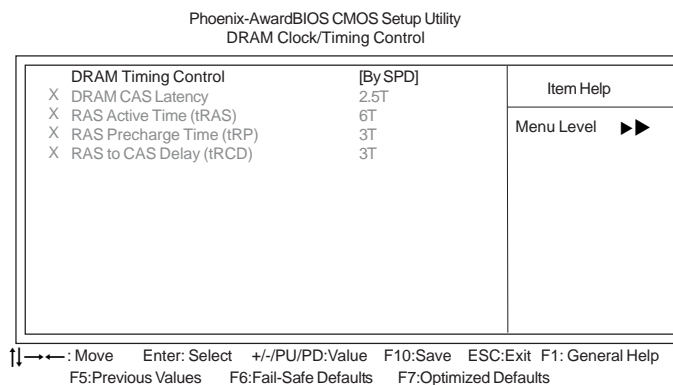 Phoenix-AwardBIOS CMOS Setup Utility
DRAM Clock/Timing Control
DRAM Timing Control [By SPD]
X DRAM CAS Latency 2.5T
X RAS Active Time (tRAS) 6T
X RAS Precharge Time (tRP) 3T
X RAS to CAS Delay (tRCD) 3T
Item Help
Menu Level ▶▶
↑↓→←: Move Enter: Select +/-/PU/PD:Value F10:Save ESC:Exit F1: General Help
F5:Previous Values F6:Fail-Safe Defaults F7:Optimized Defaults